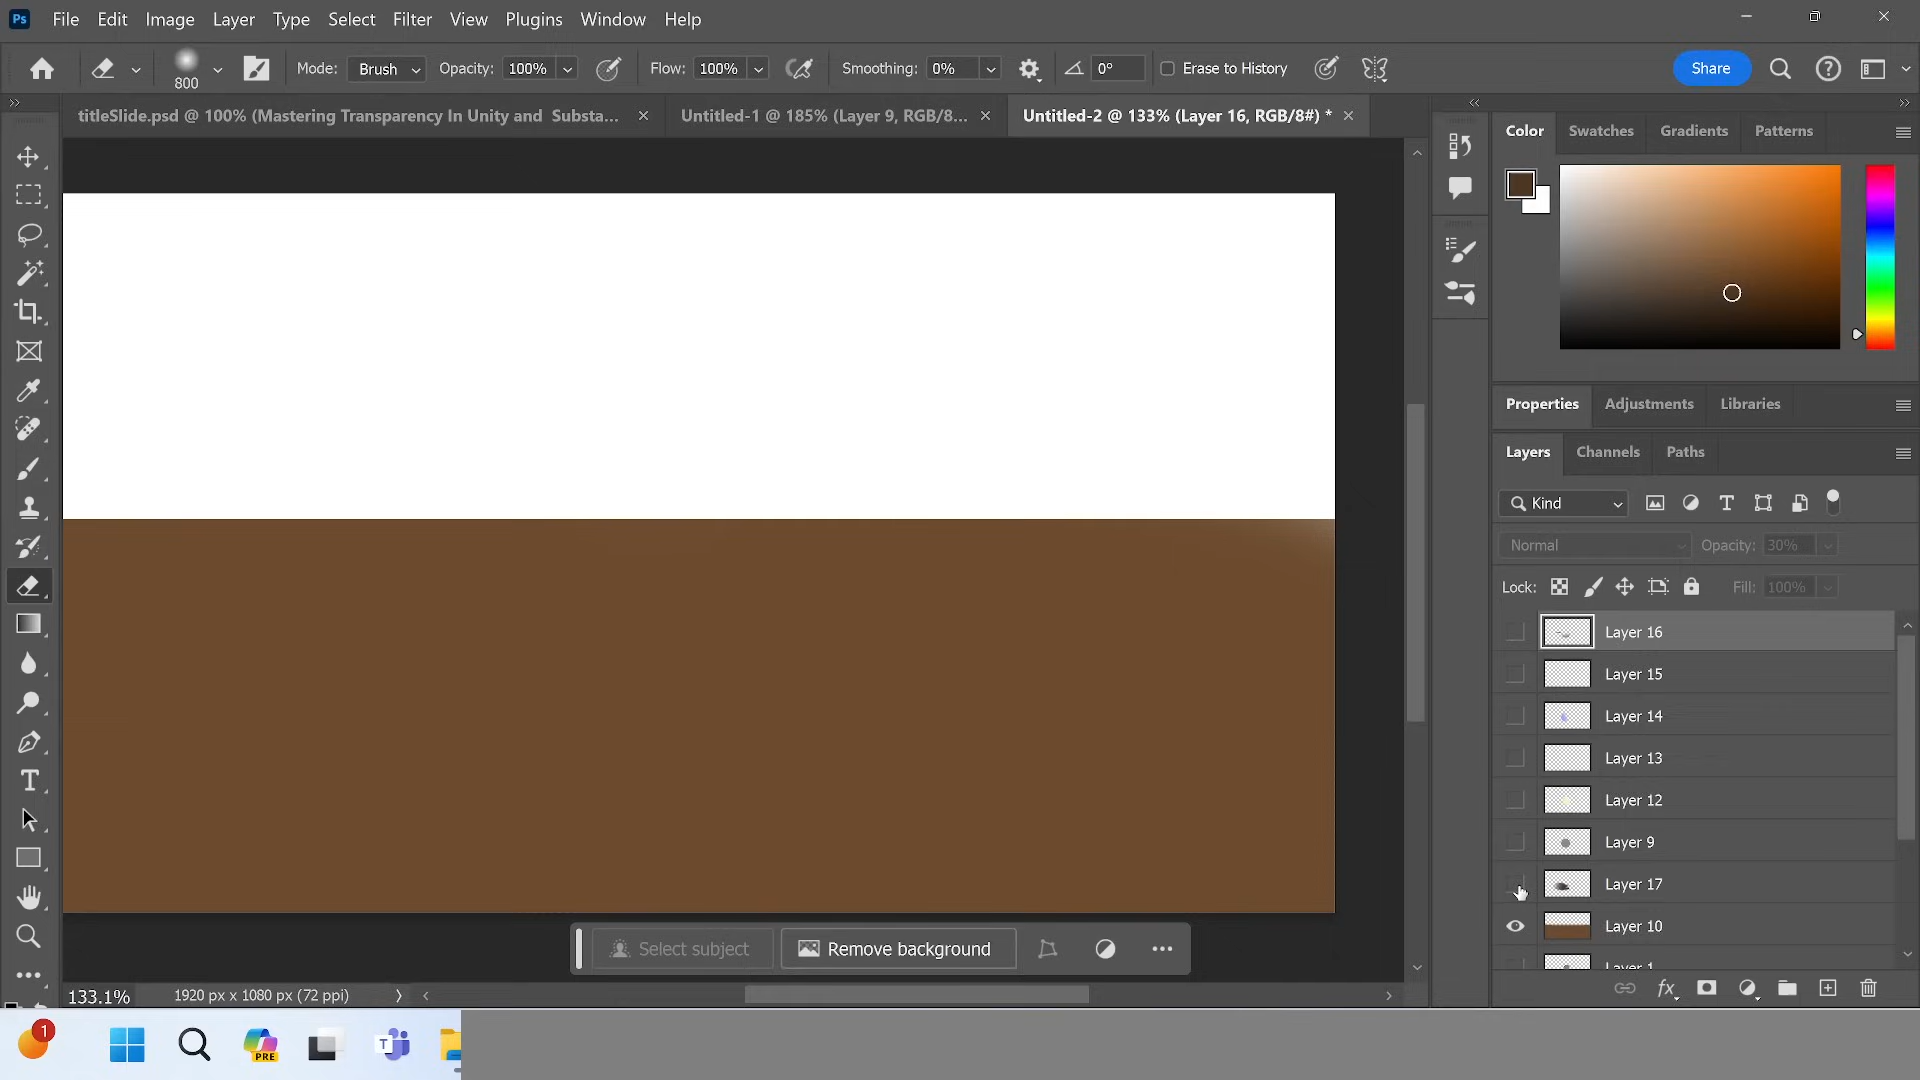 Ps File Edit Image Layer Type Select Filter View Plugins Window Help
800 Mode: Brush Opacity: 100% Flow: 100% Smoothing: 0% 0° Erase to History Share
titleSlide.psd @ 100% (Mastering Transparency In Unity and Substa... Untitled-1 @ 185% (Layer 9, RGB/8... Untitled-2 @ 133% (Layer 16, RGB/8#) *
Color Swatches Gradients Patterns
Properties Adjustments Libraries
Layers Channels Paths
Kind
Normal Opacity: 30%
Lock: Fill: 100%
Layer 16
Layer 15
Layer 14
Layer 13
Layer 12
Layer 9
Layer 17
Layer 10
Layer 1
Select subject Remove background
133.1% 1920 px x 1080 px (72 ppi)
1 PRE